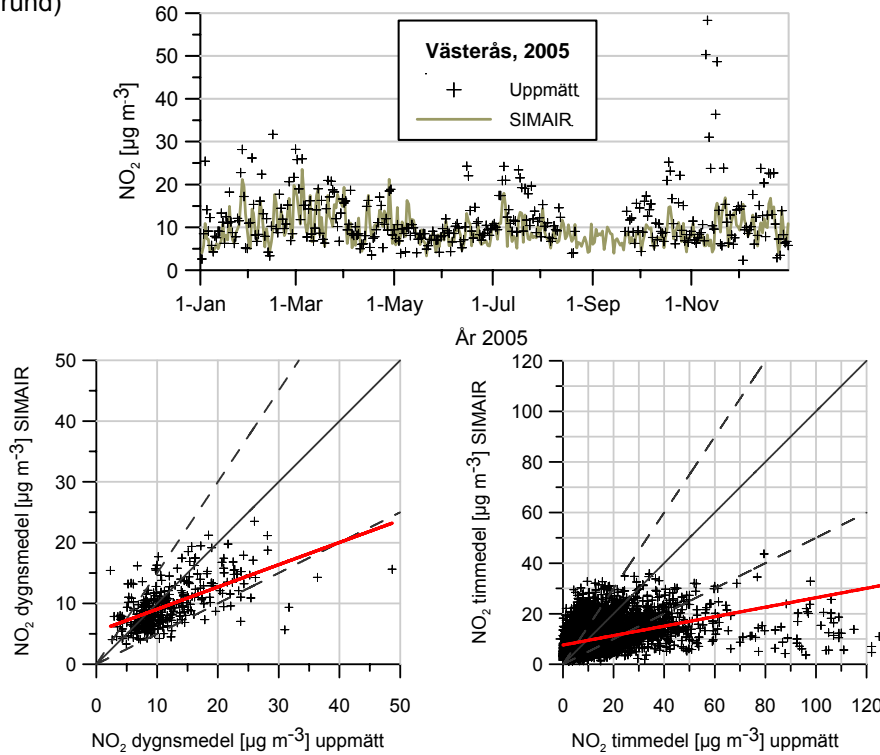 rund)
NO2 [µg m-3]
60
50
40
30
20
10
0
Västerås, 2005
Uppmätt
SIMAIR
1-Jan 1-Mar 1-May 1-Jul 1-Sep 1-Nov
År 2005
NO2 dygnsmedel [µg m-3] SIMAIR
50
40
30
20
10
0
0 10 20 30 40 50
NO2 dygnsmedel [µg m-3] uppmätt
NO2 timmedel [µg m-3] SIMAIR
120
100
80
60
40
20
0
0 20 40 60 80 100 120
NO2 timmedel [µg m-3] uppmätt